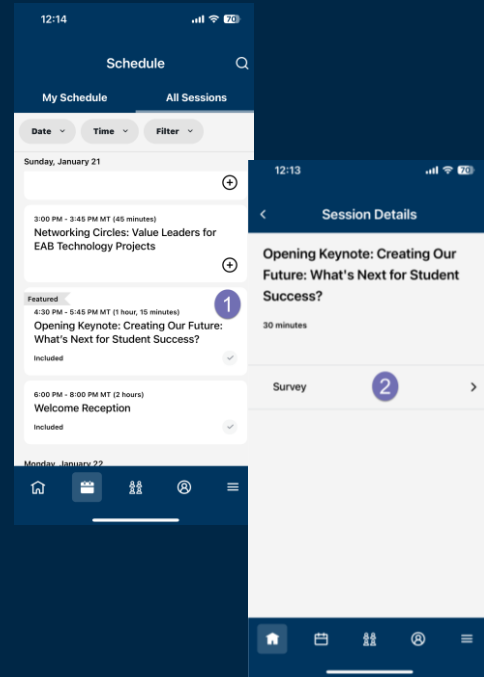 12:14
70
Schedule
My Schedule
All Sessions
Date
Time
Filter
Sunday, January 21
3:00 PM - 3:45 PM MT (45 minutes)
Networking Circles: Value Leaders for
EAB Technology Projects
Featured
1
4:30 PM - 5:45 PM MT (1 hour, 15 minutes)
Opening Keynote: Creating Our Future:
What's Next for Student Success?
Included
6:00 PM - 8:00 PM MT (2 hours)
Welcome Reception
Included
Monday, January 22
12:13
70
Session Details
Opening Keynote: Creating Our
Future: What's Next for Student
Success?
30 minutes
Survey
2